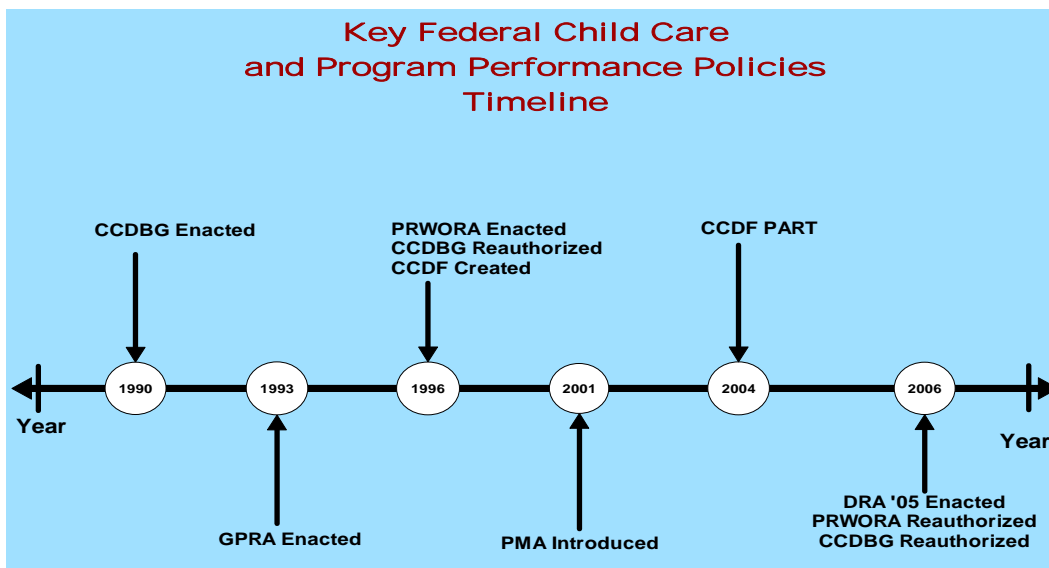 Key Federal Child Care
and Program Performance Policies
Timeline
CCDBG Enacted
PRWORA Enacted
CCDBG Reauthorized
CCDF Created
CCDF PART
1990
1993
1996
2001
2004
2006
Year
Year
GPRA Enacted
PMA Introduced
DRA '05 Enacted
PRWORA Reauthorized
CCDBG Reauthorized